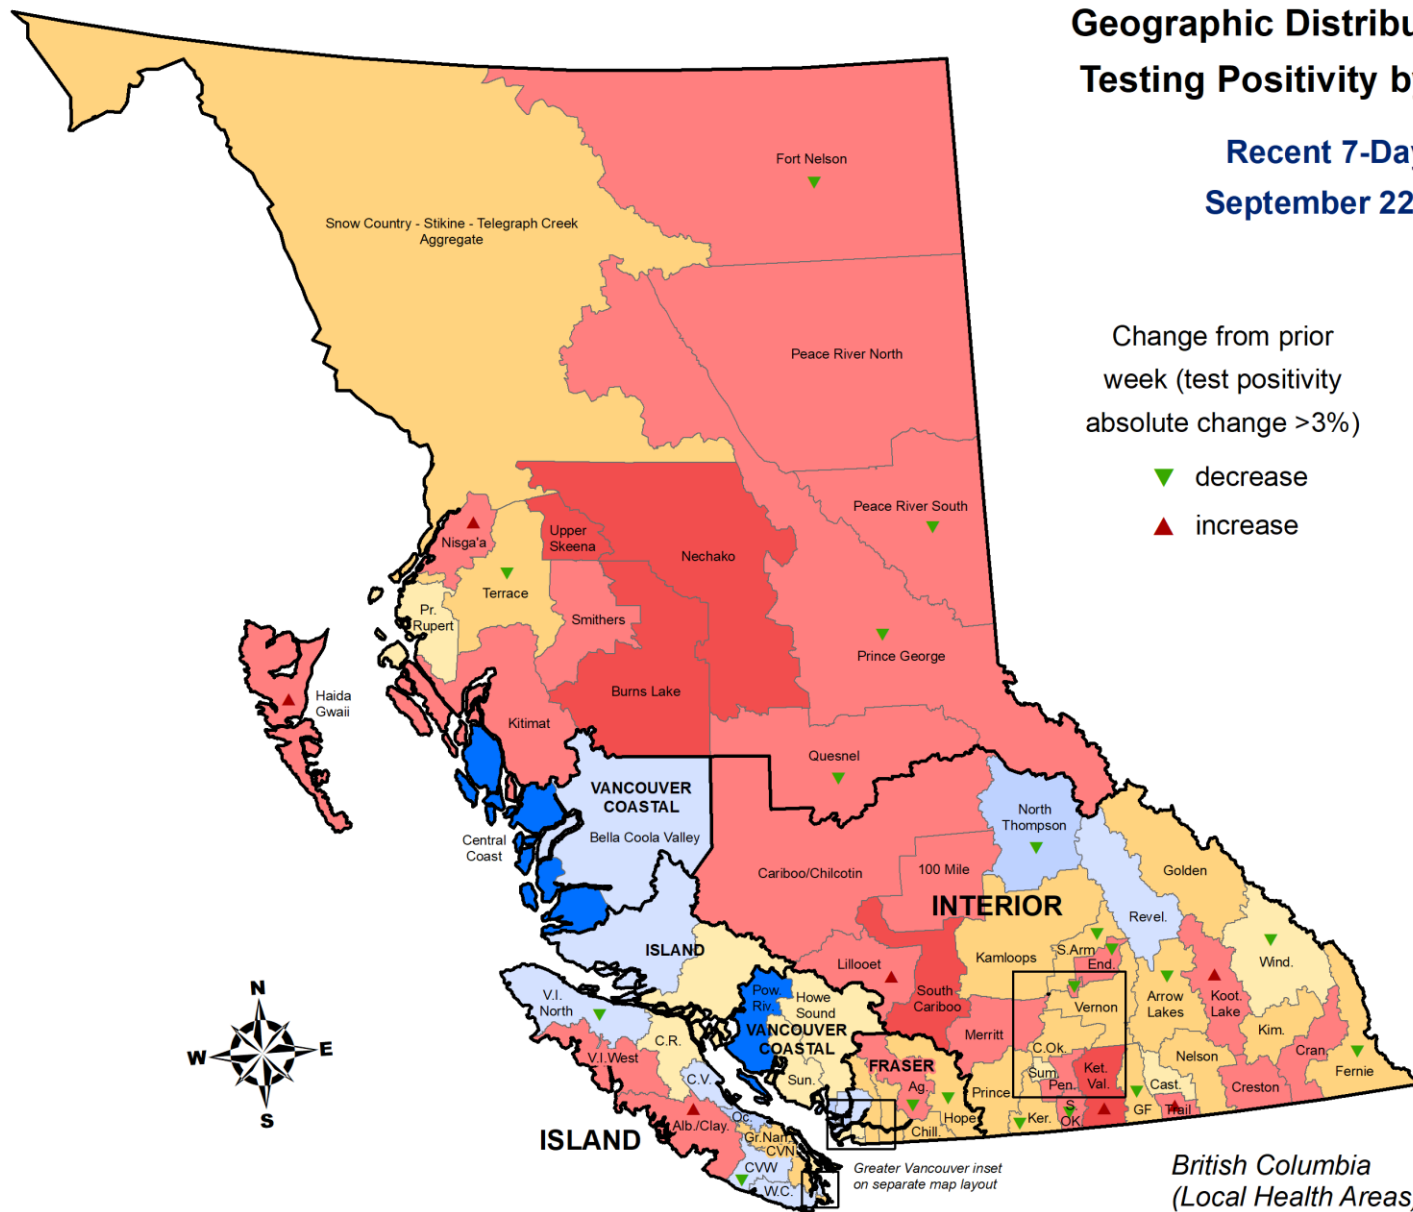 Geographic Distribu
Testing Positivity by
Recent 7-Day
September 22
Change from prior
week (test positivity
absolute change >3%)
decrease
increase
Fort Nelson
Snow Country - Stikine - Telegraph Creek
Aggregate
Peace River North
Peace River South
Nisga'a
Upper
Skeena
Nechako
Terrace
Pr.
Rupert
Smithers
Prince George
Burns Lake
Haida
Gwaii
Kitimat
Quesnel
VANCOUVER
COASTAL
Bella Coola Valley
Central
Coast
North
Thompson
Cariboo/Chilcotin
100 Mile
Golden
INTERIOR
Revel.
ISLAND
Kamloops
S.Arm
End.
Wind.
Lillooet
South
Cariboo
Arrow
Lakes
Koot.
Lake
Vernon
Pow.
Riv.
Howe
Sound
VANCOUVER
COASTAL
V.I.
North
C.R.
Merritt
Kim.
C.Ok.
Nelson
Cran.
V.I.West
FRASER
Sum.
Ket.
Val.
Fernie
C.V.
Sun.
Ag.
Prince
Pen.
Cast.
Creston
Hope
S.
OK
Ker.
GF
Trail
Alb./Clay.
Oc.
Chill.
ISLAND
Gr.Nan.
CVN
CVW
W.C.
Greater Vancouver inset
on separate map layout
N
W
E
S
British Columbia
(Local Health Areas)